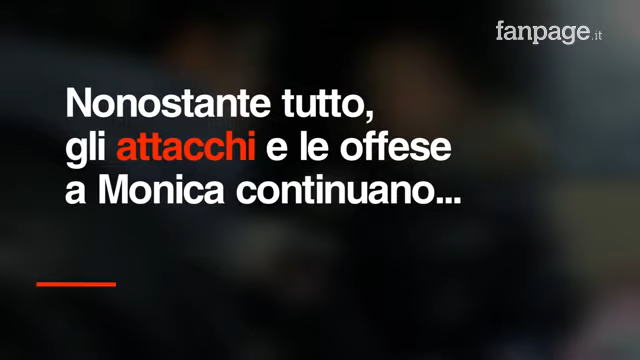 fanpage.it
Nonostante tutto,
gli attacchi e le offese
a Monica continuano...